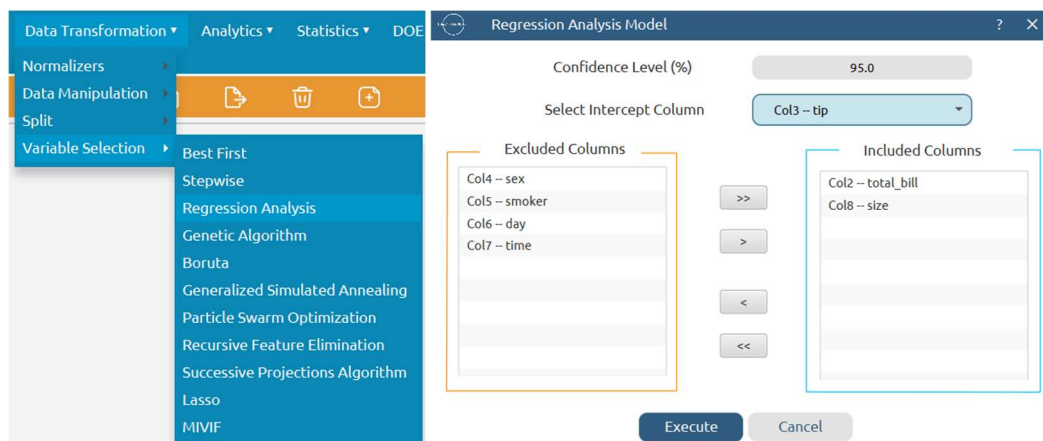 Data Transformation ▾ Analytics ▾ Statistics ▾ DOE
Normalizers
Data Manipulation
Split
Variable Selection
Best First
Stepwise
Regression Analysis
Genetic Algorithm
Boruta
Generalized Simulated Annealing
Particle Swarm Optimization
Recursive Feature Elimination
Successive Projections Algorithm
Lasso
MIVIF
Regression Analysis Model ? ✕
Confidence Level (%) 95.0
Select Intercept Column Col3 -- tip
Excluded Columns
Col4 -- sex
Col5 -- smoker
Col6 -- day
Col7 -- time
>>
>
<
<<
Included Columns
Col2 -- total_bill
Col8 -- size
Execute Cancel